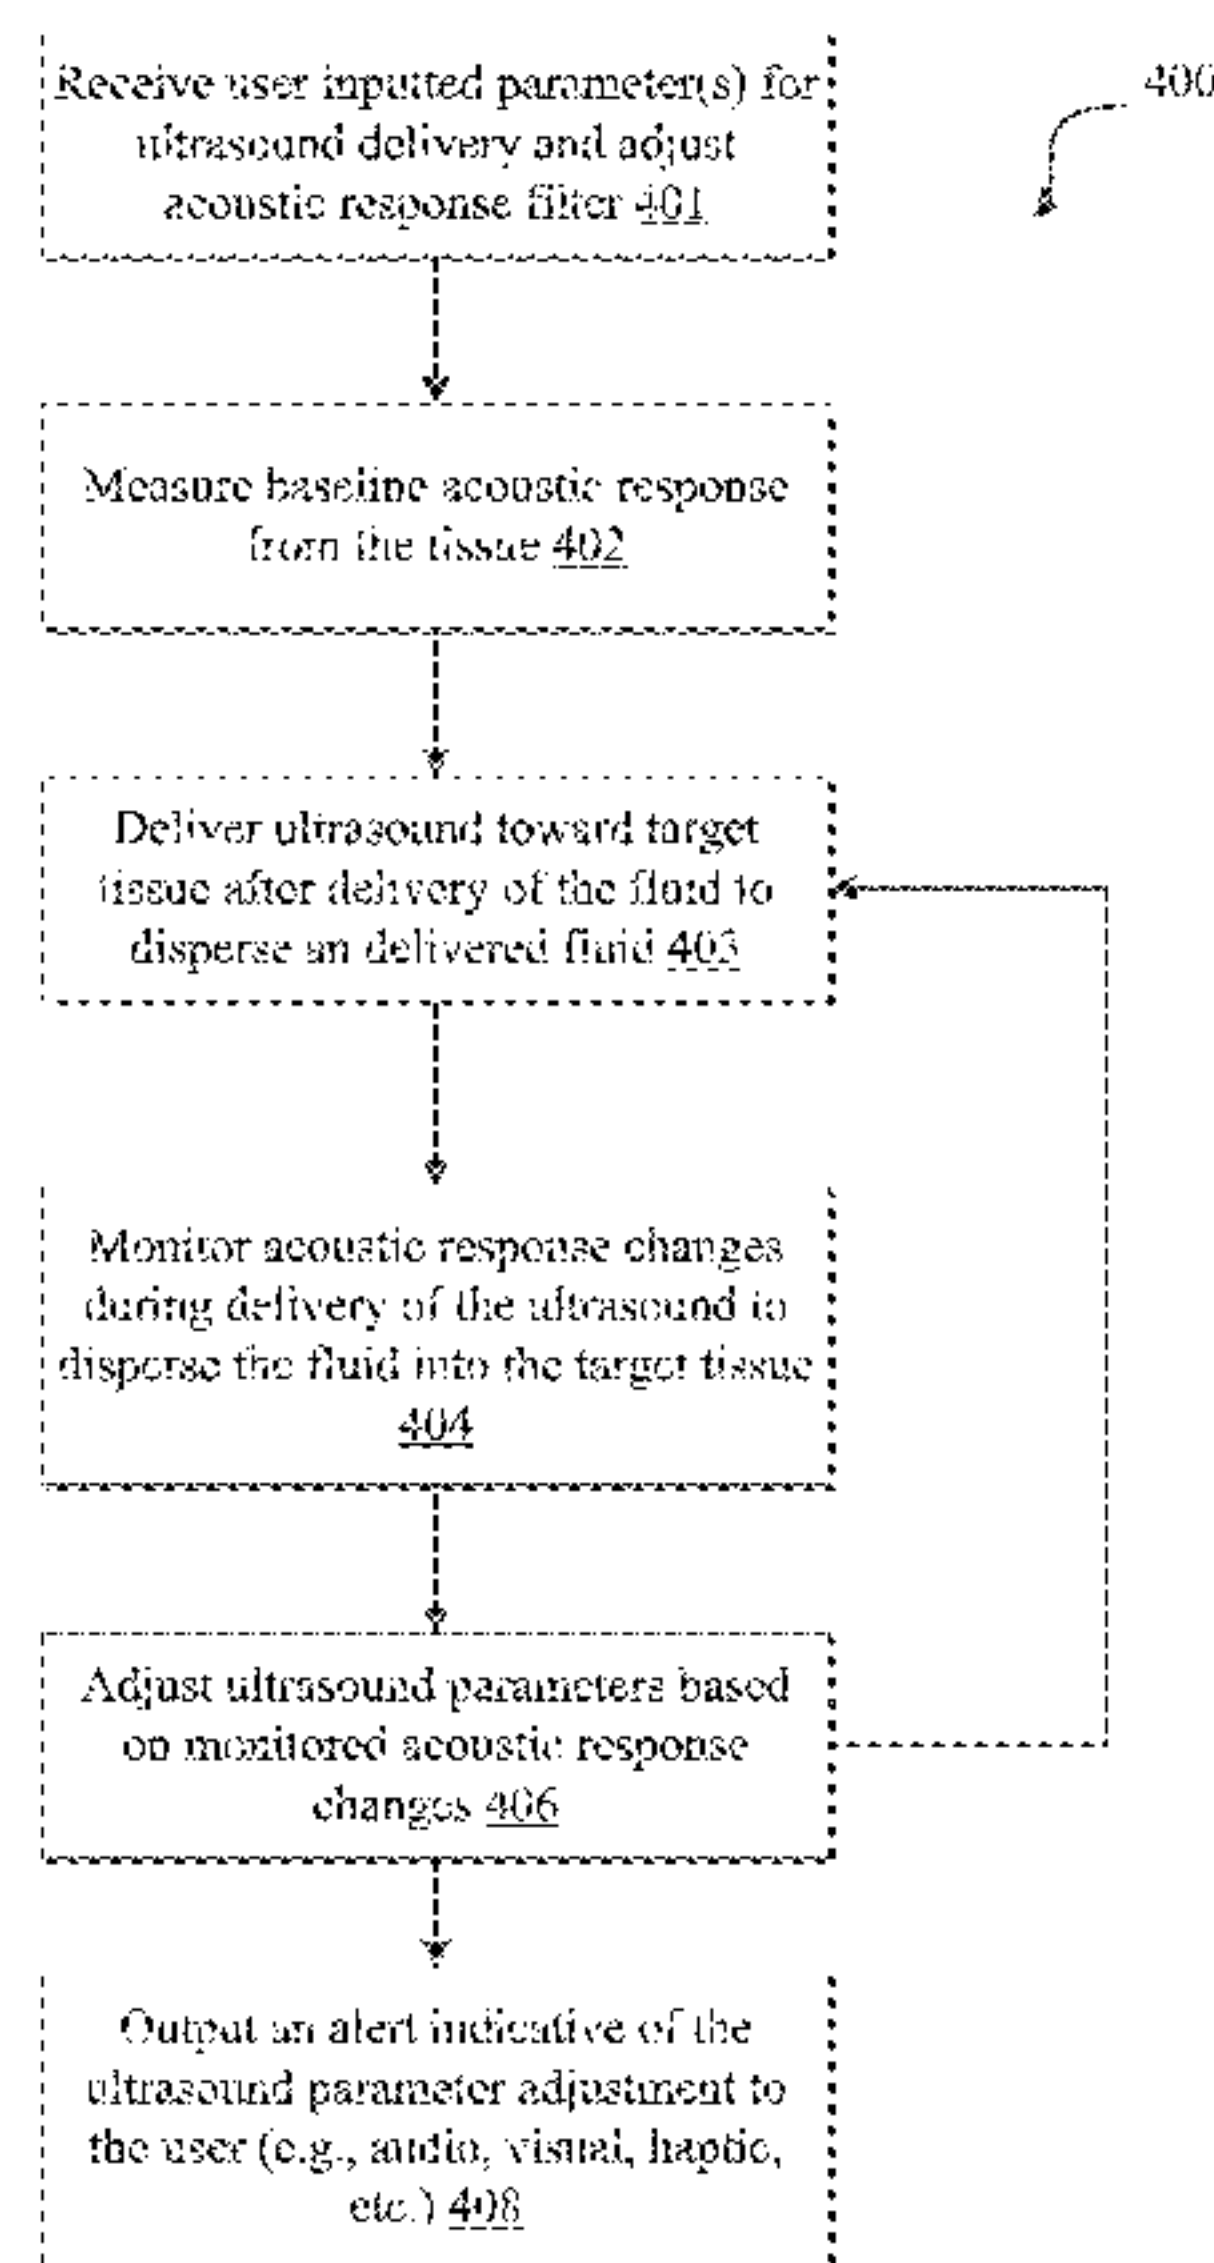 Receive user inputted parameter(s) for
ultrasound delivery and adjust
acoustic response filter 401
400
Measure baseline acoustic response
from the tissue 402
Deliver ultrasound toward target
tissue after delivery of the fluid to
disperse an delivered fluid 403
Monitor acoustic response changes
during delivery of the ultrasound to
disperse the fluid into the target tissue
404
Adjust ultrasound parameters based
on monitored acoustic response
changes 406
Output an alert indicative of the
ultrasound parameter adjustment to
the user (e.g., audio, visual, haptic,
etc.) 408